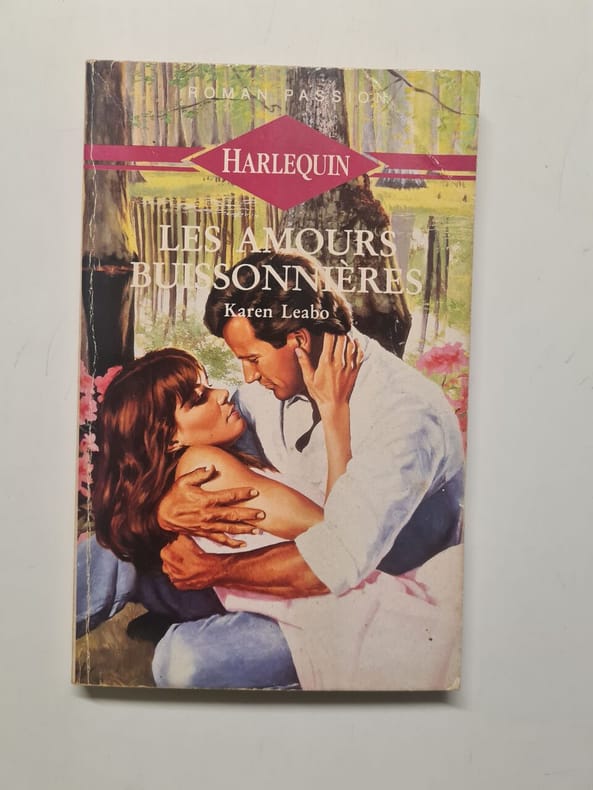 ROMAN PASSION
HARLEQUIN
LES AMOURS
BUISSONNIÈRES
Karen Leabo